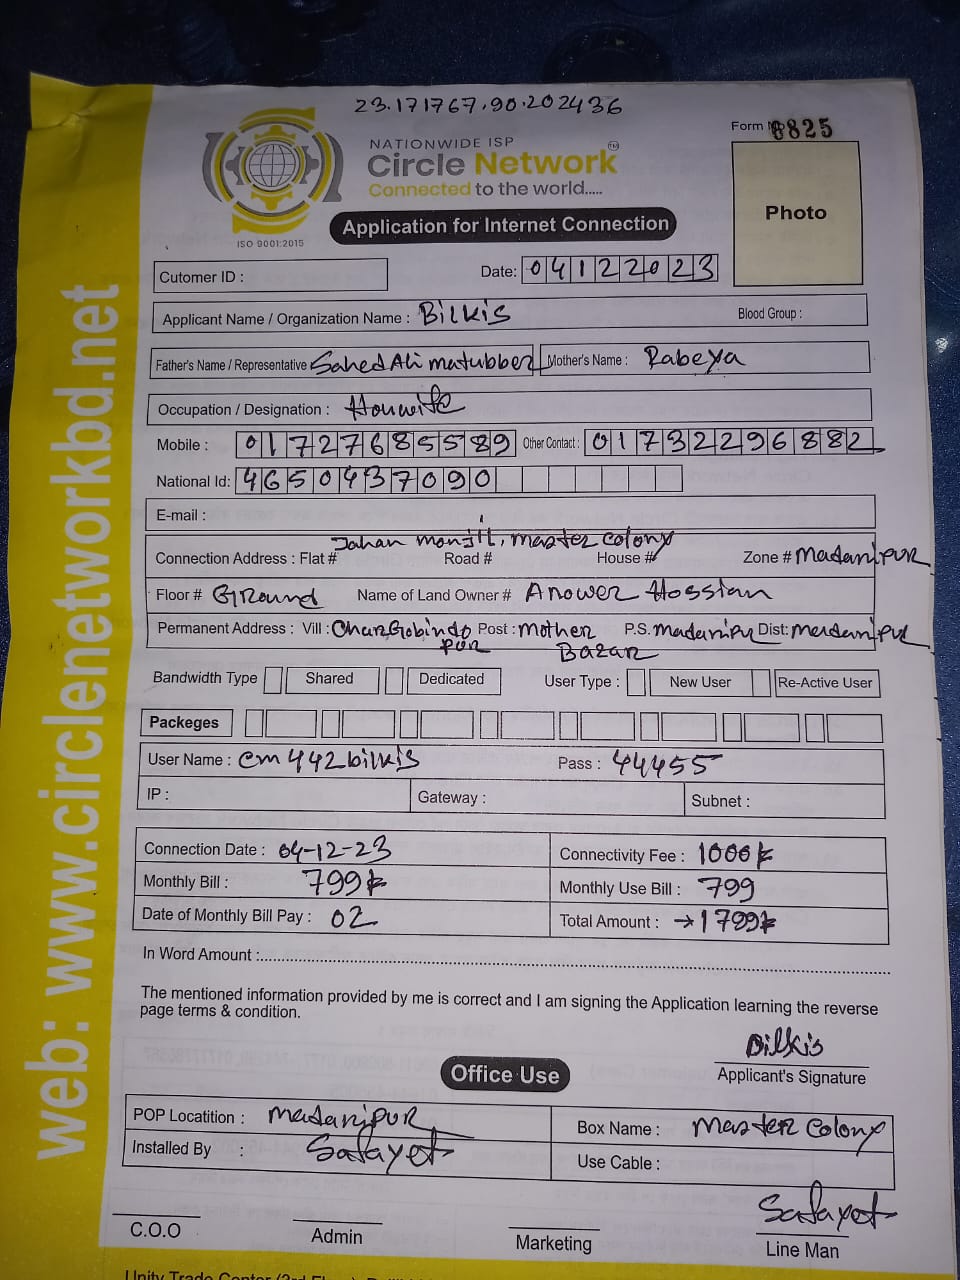 23.171767,90.202436
Form No 6825
NATIONWIDE ISP
Circle Network TM
Connected to the world.....
ISO 9001:2015
Application for Internet Connection
Photo
Cutomer ID :
Date: 04122023
Applicant Name / Organization Name : Bilkis Blood Group :
Father's Name / Representative Sahed Ali matubber Mother's Name : Rabeya
Occupation / Designation : Houwife
Mobile : 01727685589 Other Contact : 01732296882
National Id: 4650437090
E-mail :
Jahan monjil, master colony
Connection Address : Flat # Road # House # Zone # Madaripur
Floor # Ground Name of Land Owner # Anower Hossian
Permanent Address : Vill : CharGobindo Post : Mother P.S. Madaripur Dist: Madaripur
pur Bazar
Bandwidth Type Shared Dedicated User Type : New User Re-Active User
Packeges
User Name : cm442bilkis Pass : 44455
IP : Gateway : Subnet :
Connection Date : 04-12-23 Connectivity Fee : 1000
Monthly Bill : 799 Monthly Use Bill : 799
Date of Monthly Bill Pay : 02 Total Amount : → 1799
In Word Amount :
The mentioned information provided by me is correct and I am signing the Application learning the reverse
page terms & condition.
Bilkis
Applicant's Signature
Office Use
POP Locatition : Madaripur Box Name : Master Colony
Installed By : Safayet Use Cable :
Safayet
C.O.O Admin Marketing Line Man
web: www.circlenetworkbd.net